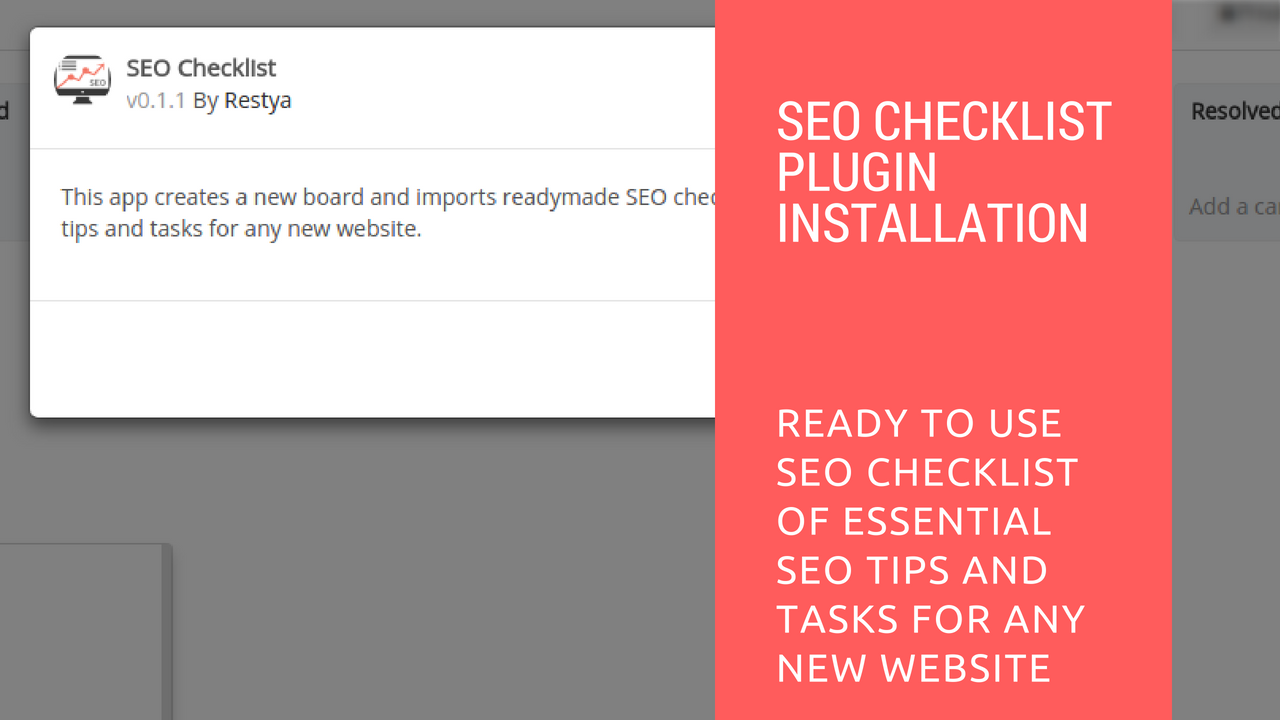 SEO Checklist
v0.1.1 By Restya
SEO
This app creates a new board and imports readymade SEO chec
tips and tasks for any new website.
d
SEO CHECKLIST
PLUGIN
INSTALLATION
READY TO USE
SEO CHECKLIST
OF ESSENTIAL
SEO TIPS AND
TASKS FOR ANY
NEW WEBSITE
Resolved
Add a ca